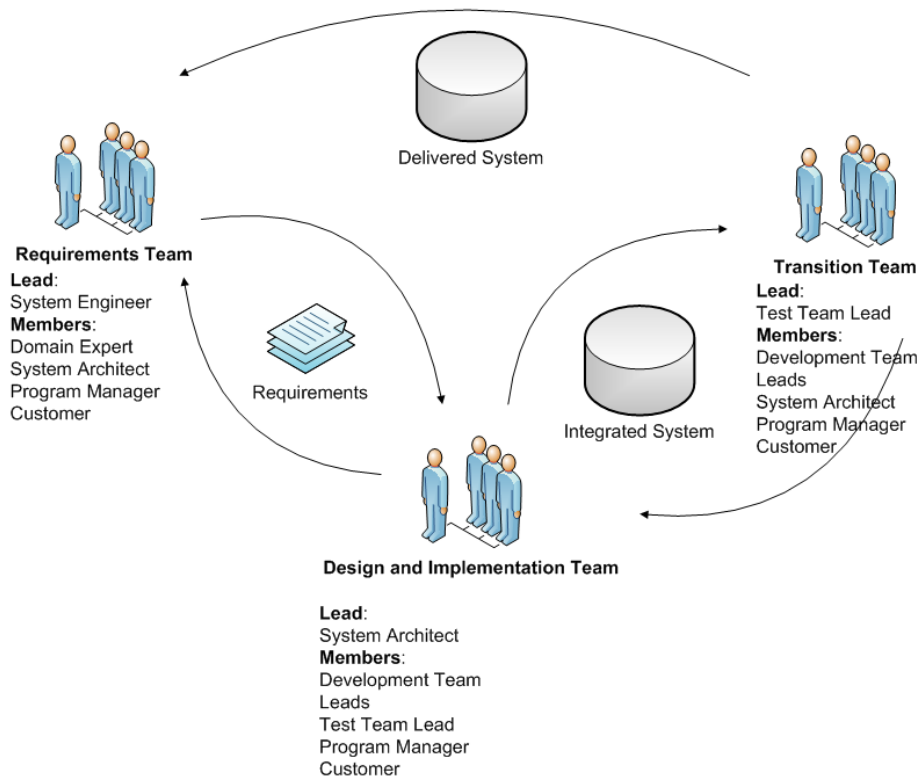 Delivered System
Requirements Team
Lead:
System Engineer
Members:
Domain Expert
System Architect
Program Manager
Customer
Requirements
Integrated System
Transition Team
Lead:
Test Team Lead
Members:
Development Team
Leads
System Architect
Program Manager
Customer
Design and Implementation Team
Lead:
System Architect
Members:
Development Team
Leads
Test Team Lead
Program Manager
Customer